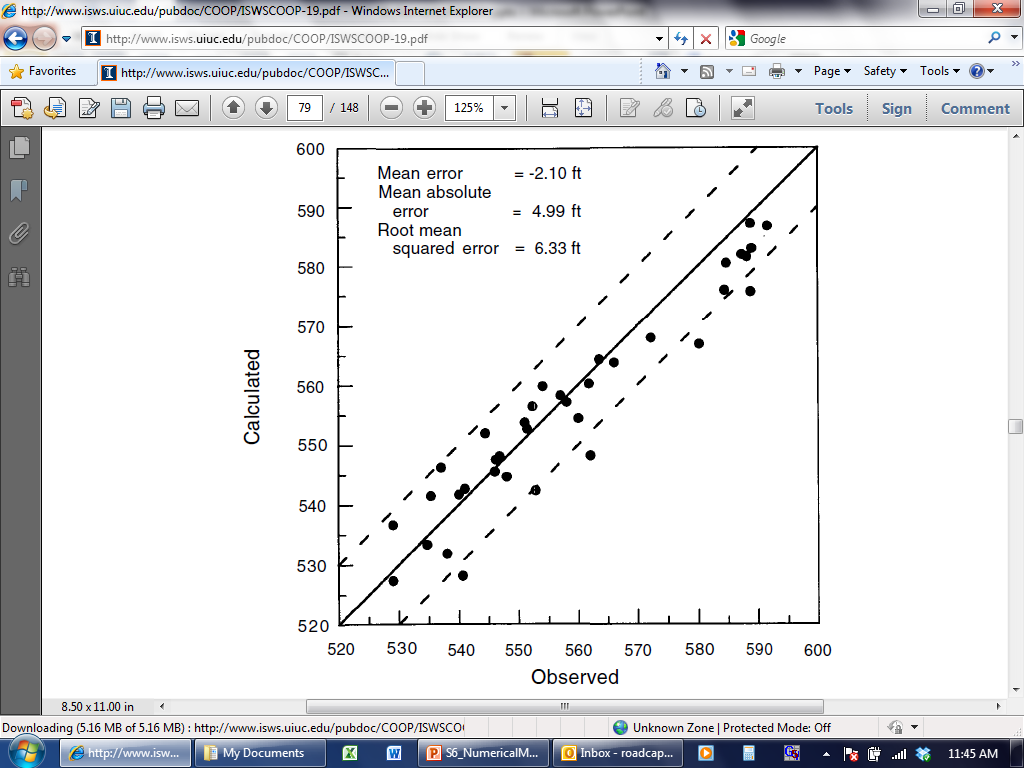 http://www.isws.uiuc.edu/pubdoc/COOP/ISWSCOOP-19.pdf - Windows Internet Explorer
http://www.isws.uiuc.edu/pubdoc/COOP/ISWSCOOP-19.pdf
Google
Favorites
http://www.isws.uiuc.edu/pubdoc/COOP/ISWSC...
Page
Safety
Tools
79 / 148
125%
Tools
Sign
Comment
600
590
580
570
560
550
540
530
520
Calculated
Mean error = -2.10 ft
Mean absolute
error = 4.99 ft
Root mean
squared error = 6.33 ft
520 530 540 550 560 570 580 590 600
Observed
8.50 x 11.00 in
Downloading (5.16 MB of 5.16 MB) : http://www.isws.uiuc.edu/pubdoc/COOP/ISWSCO
Unknown Zone | Protected Mode: Off
http://www.isw...
My Documents
S6_NumericalM...
Inbox - roadcap...
11:45 AM